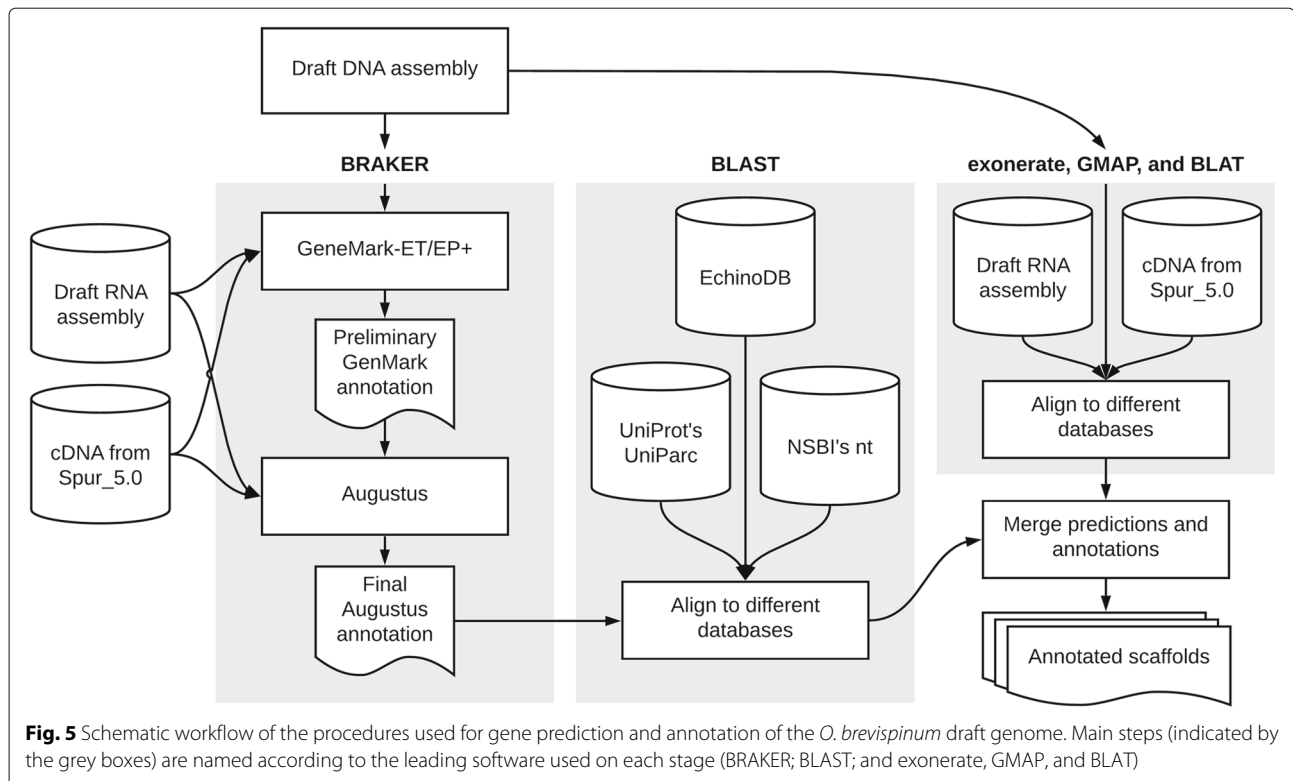 Draft DNA assembly
BRAKER
BLAST
exonerate, GMAP, and BLAT
Draft RNA
assembly
cDNA from
Spur_5.0
GeneMark-ET/EP+
Preliminary
GenMark
annotation
Augustus
Final
Augustus
annotation
EchinoDB
UniProt's
UniParc
NSBI's nt
Align to different
databases
Draft RNA
assembly
cDNA from
Spur_5.0
Align to different
databases
Merge predictions and
annotations
Annotated scaffolds
Fig. 5 Schematic workflow of the procedures used for gene prediction and annotation of the O. brevispinum draft genome. Main steps (indicated by
the grey boxes) are named according to the leading software used on each stage (BRAKER; BLAST; and exonerate, GMAP, and BLAT)